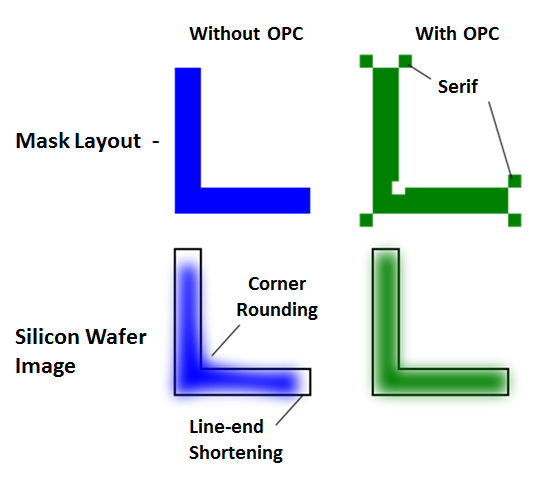 Without OPC
With OPC
Serif
Mask Layout -
Corner
Rounding
Silicon Wafer
Image
Line-end
Shortening